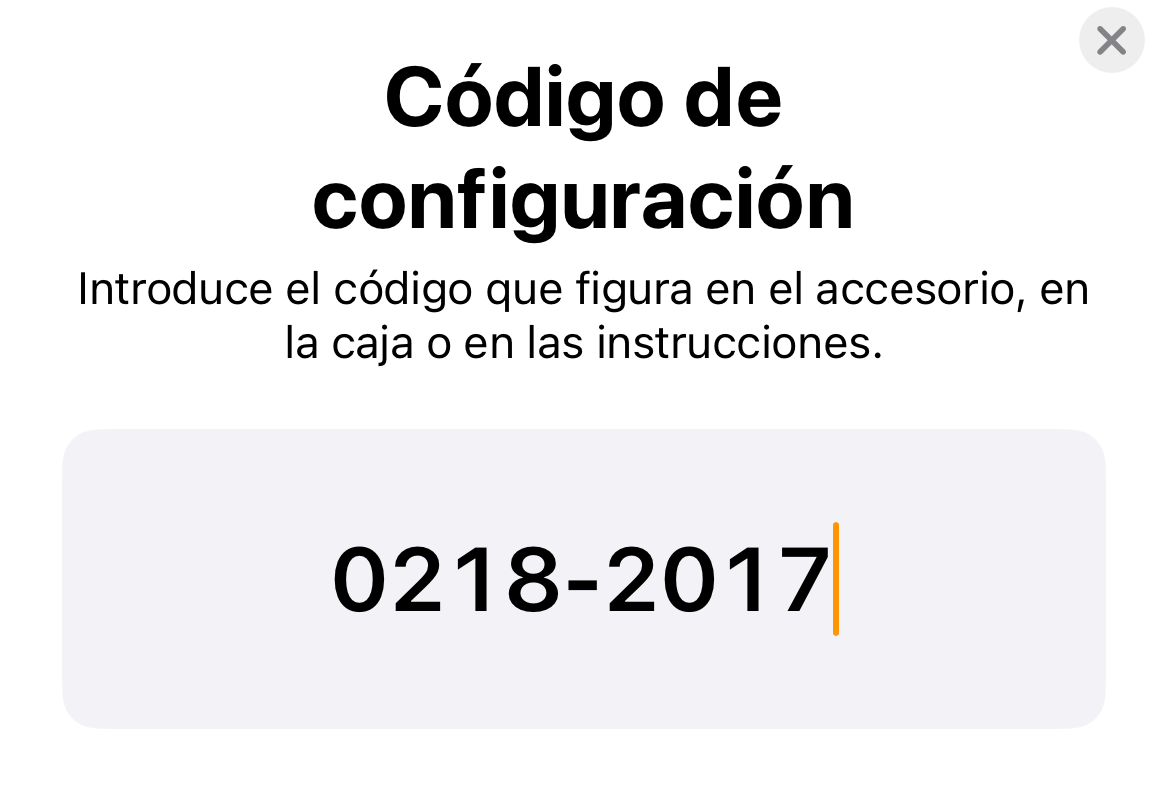 Código de
configuración
Introduce el código que figura en el accesorio, en
la caja o en las instrucciones.
0218-2017